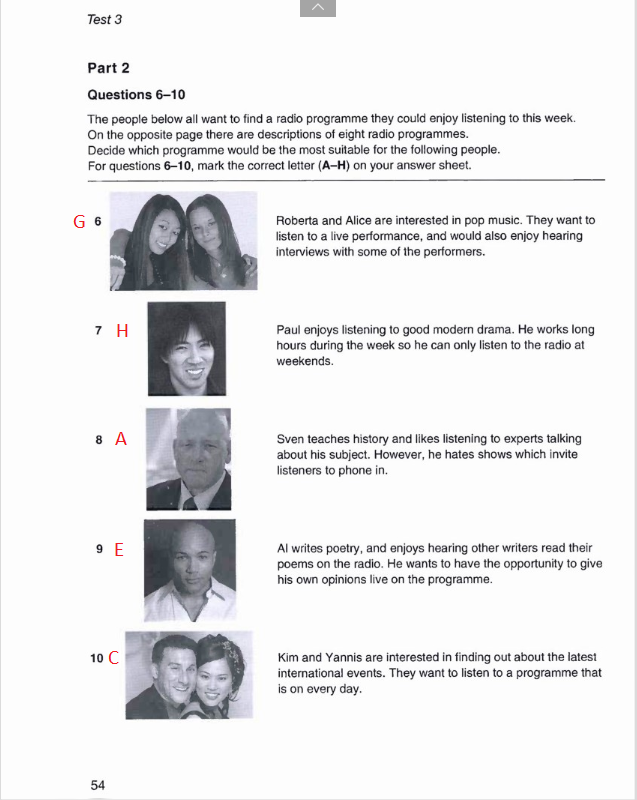 Test 3
Part 2
Questions 6–10
The people below all want to find a radio programme they could enjoy listening to this week.
On the opposite page there are descriptions of eight radio programmes.
Decide which programme would be the most suitable for the following people.
For questions 6–10, mark the correct letter (A–H) on your answer sheet.
G 6
Roberta and Alice are interested in pop music. They want to
listen to a live performance, and would also enjoy hearing
interviews with some of the performers.
7 H
Paul enjoys listening to good modern drama. He works long
hours during the week so he can only listen to the radio at
weekends.
8 A
Sven teaches history and likes listening to experts talking
about his subject. However, he hates shows which invite
listeners to phone in.
9 E
Al writes poetry, and enjoys hearing other writers read their
poems on the radio. He wants to have the opportunity to give
his own opinions live on the programme.
10 C
Kim and Yannis are interested in finding out about the latest
international events. They want to listen to a programme that
is on every day.
54